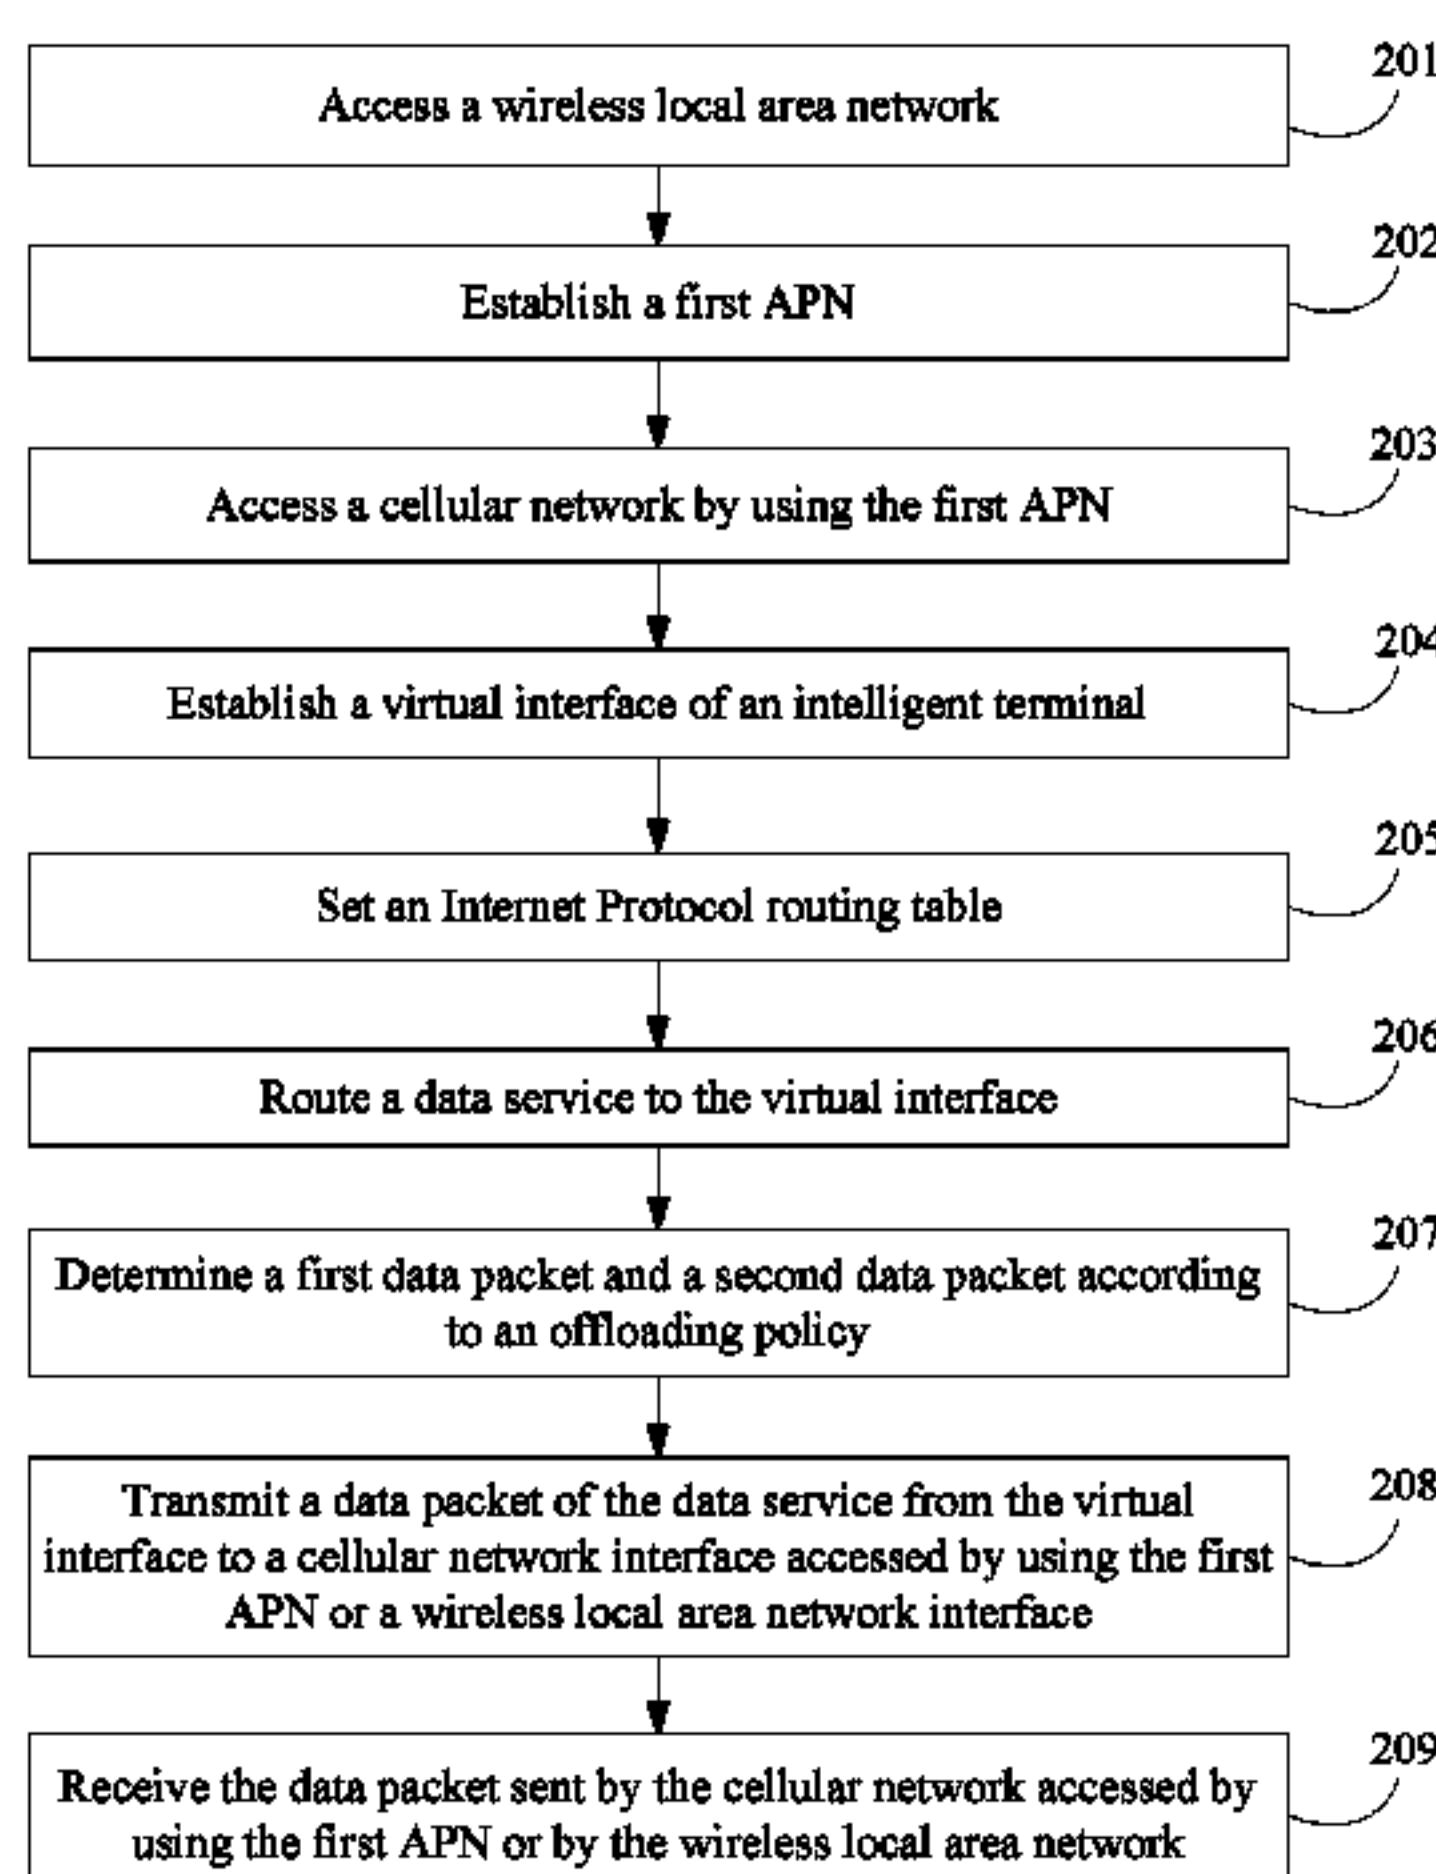 201
Access a wireless local area network
202
Establish a first APN
203
Access a cellular network by using the first APN
204
Establish a virtual interface of an intelligent terminal
205
Set an Internet Protocol routing table
206
Route a data service to the virtual interface
207
Determine a first data packet and a second data packet according
to an offloading policy
208
Transmit a data packet of the data service from the virtual
interface to a cellular network interface accessed by using the first
APN or a wireless local area network interface
209
Receive the data packet sent by the cellular network accessed by
using the first APN or by the wireless local area network